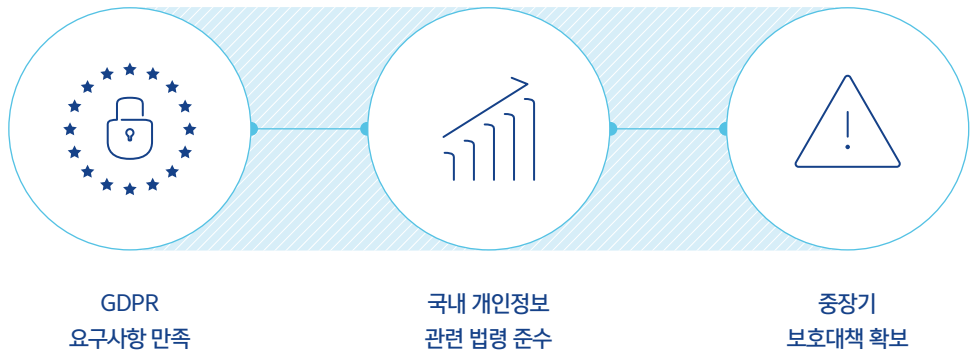 GDPR
요구사항 만족
국내 개인정보
관련 법령 준수
중장기
보호대책 확보